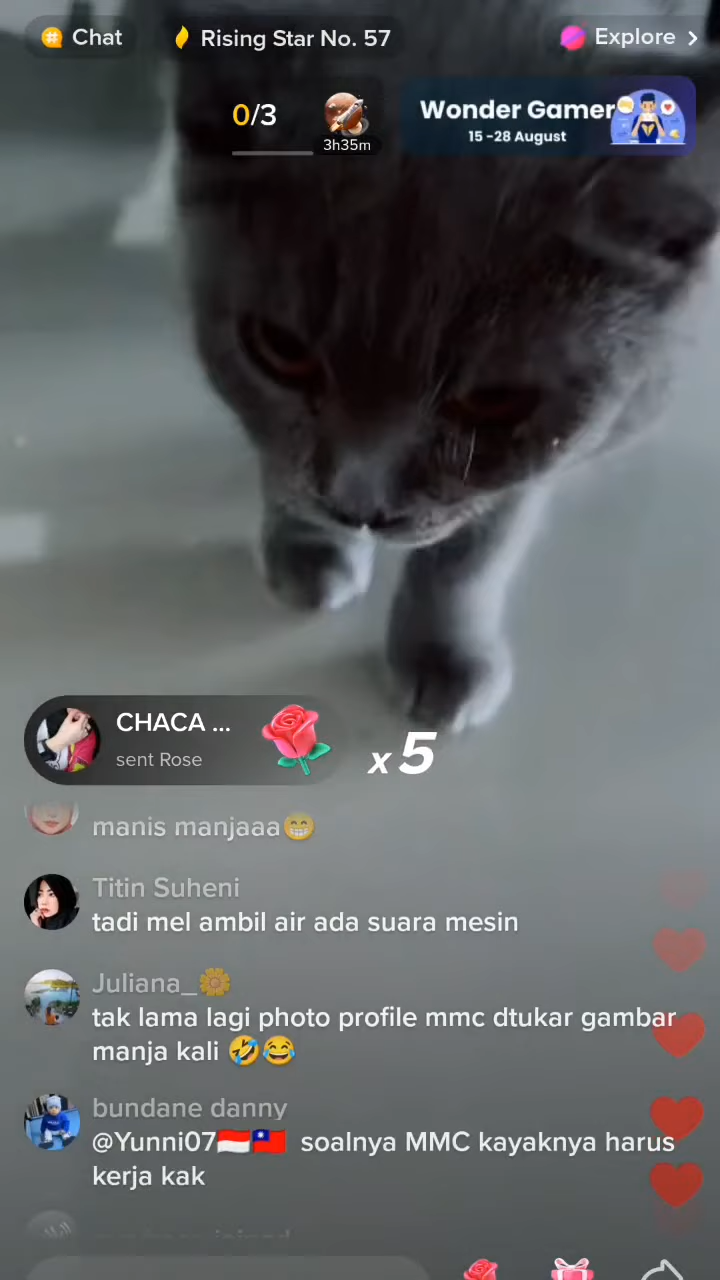 Chat
Rising Star No. 57
Explore
0/3
3h35m
Wonder Gamer
15 -28 August
CHACA ...
sent Rose
x5
manis manjaaa😁
Titin Suheni
tadi mel ambil air ada suara mesin
Juliana_🌼
tak lama lagi photo profile mmc dtukar gambar
manja kali 🤣😂
bundane danny
@Yunni07🇮🇩🇹🇼 soalnya MMC kayaknya harus
kerja kak